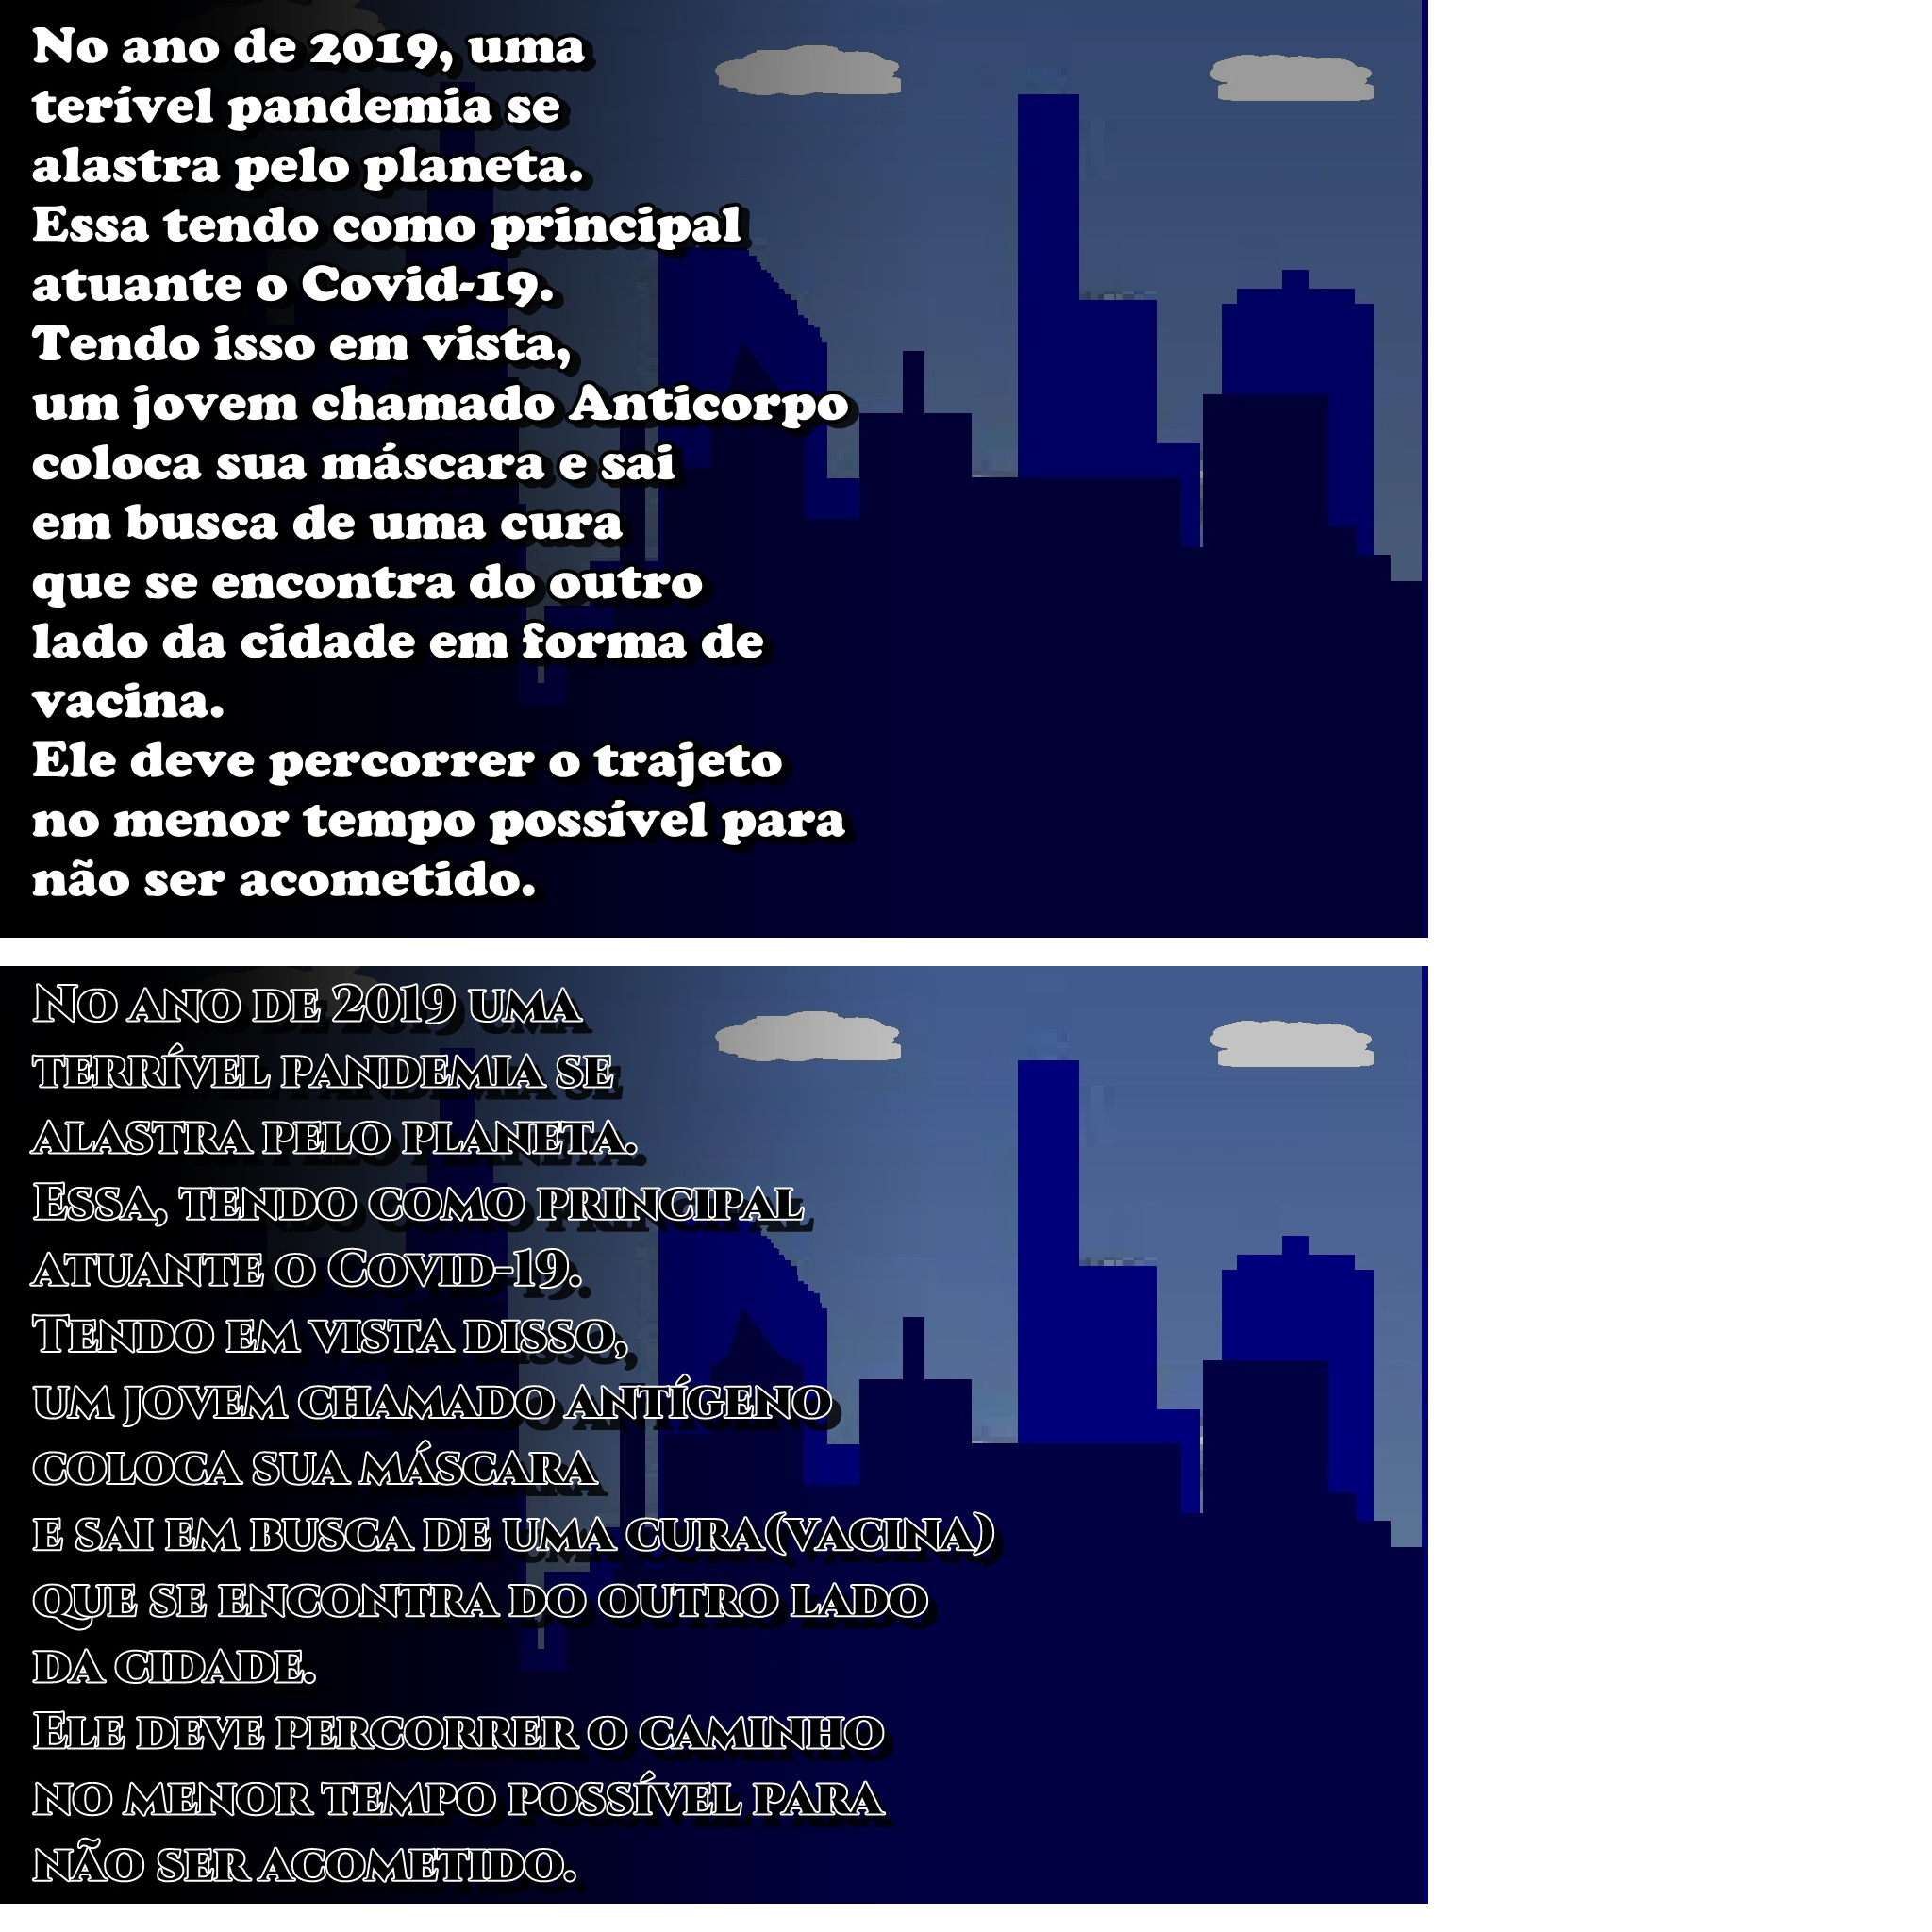 No ano de 2019, uma
terível pandemia se
alastra pelo planeta.
Essa tendo como principal
atuante o Covid-19.
Tendo isso em vista,
um jovem chamado Anticorpo
coloca sua máscara e sai
em busca de uma cura
que se encontra do outro
lado da cidade em forma de
vacina.
Ele deve percorrer o trajeto
no menor tempo possível para
não ser acometido.
No ano de 2019 uma
terrível pandemia se
alastra pelo planeta.
Essa, tendo como principal
atuante o Covid-19.
Tendo em vista disso,
um jovem chamado antígeno
coloca sua máscara
e sai em busca de uma cura(vacina)
que se encontra do outro lado
da cidade.
Ele deve percorrer o caminho
no menor tempo possível para
não ser acometido.